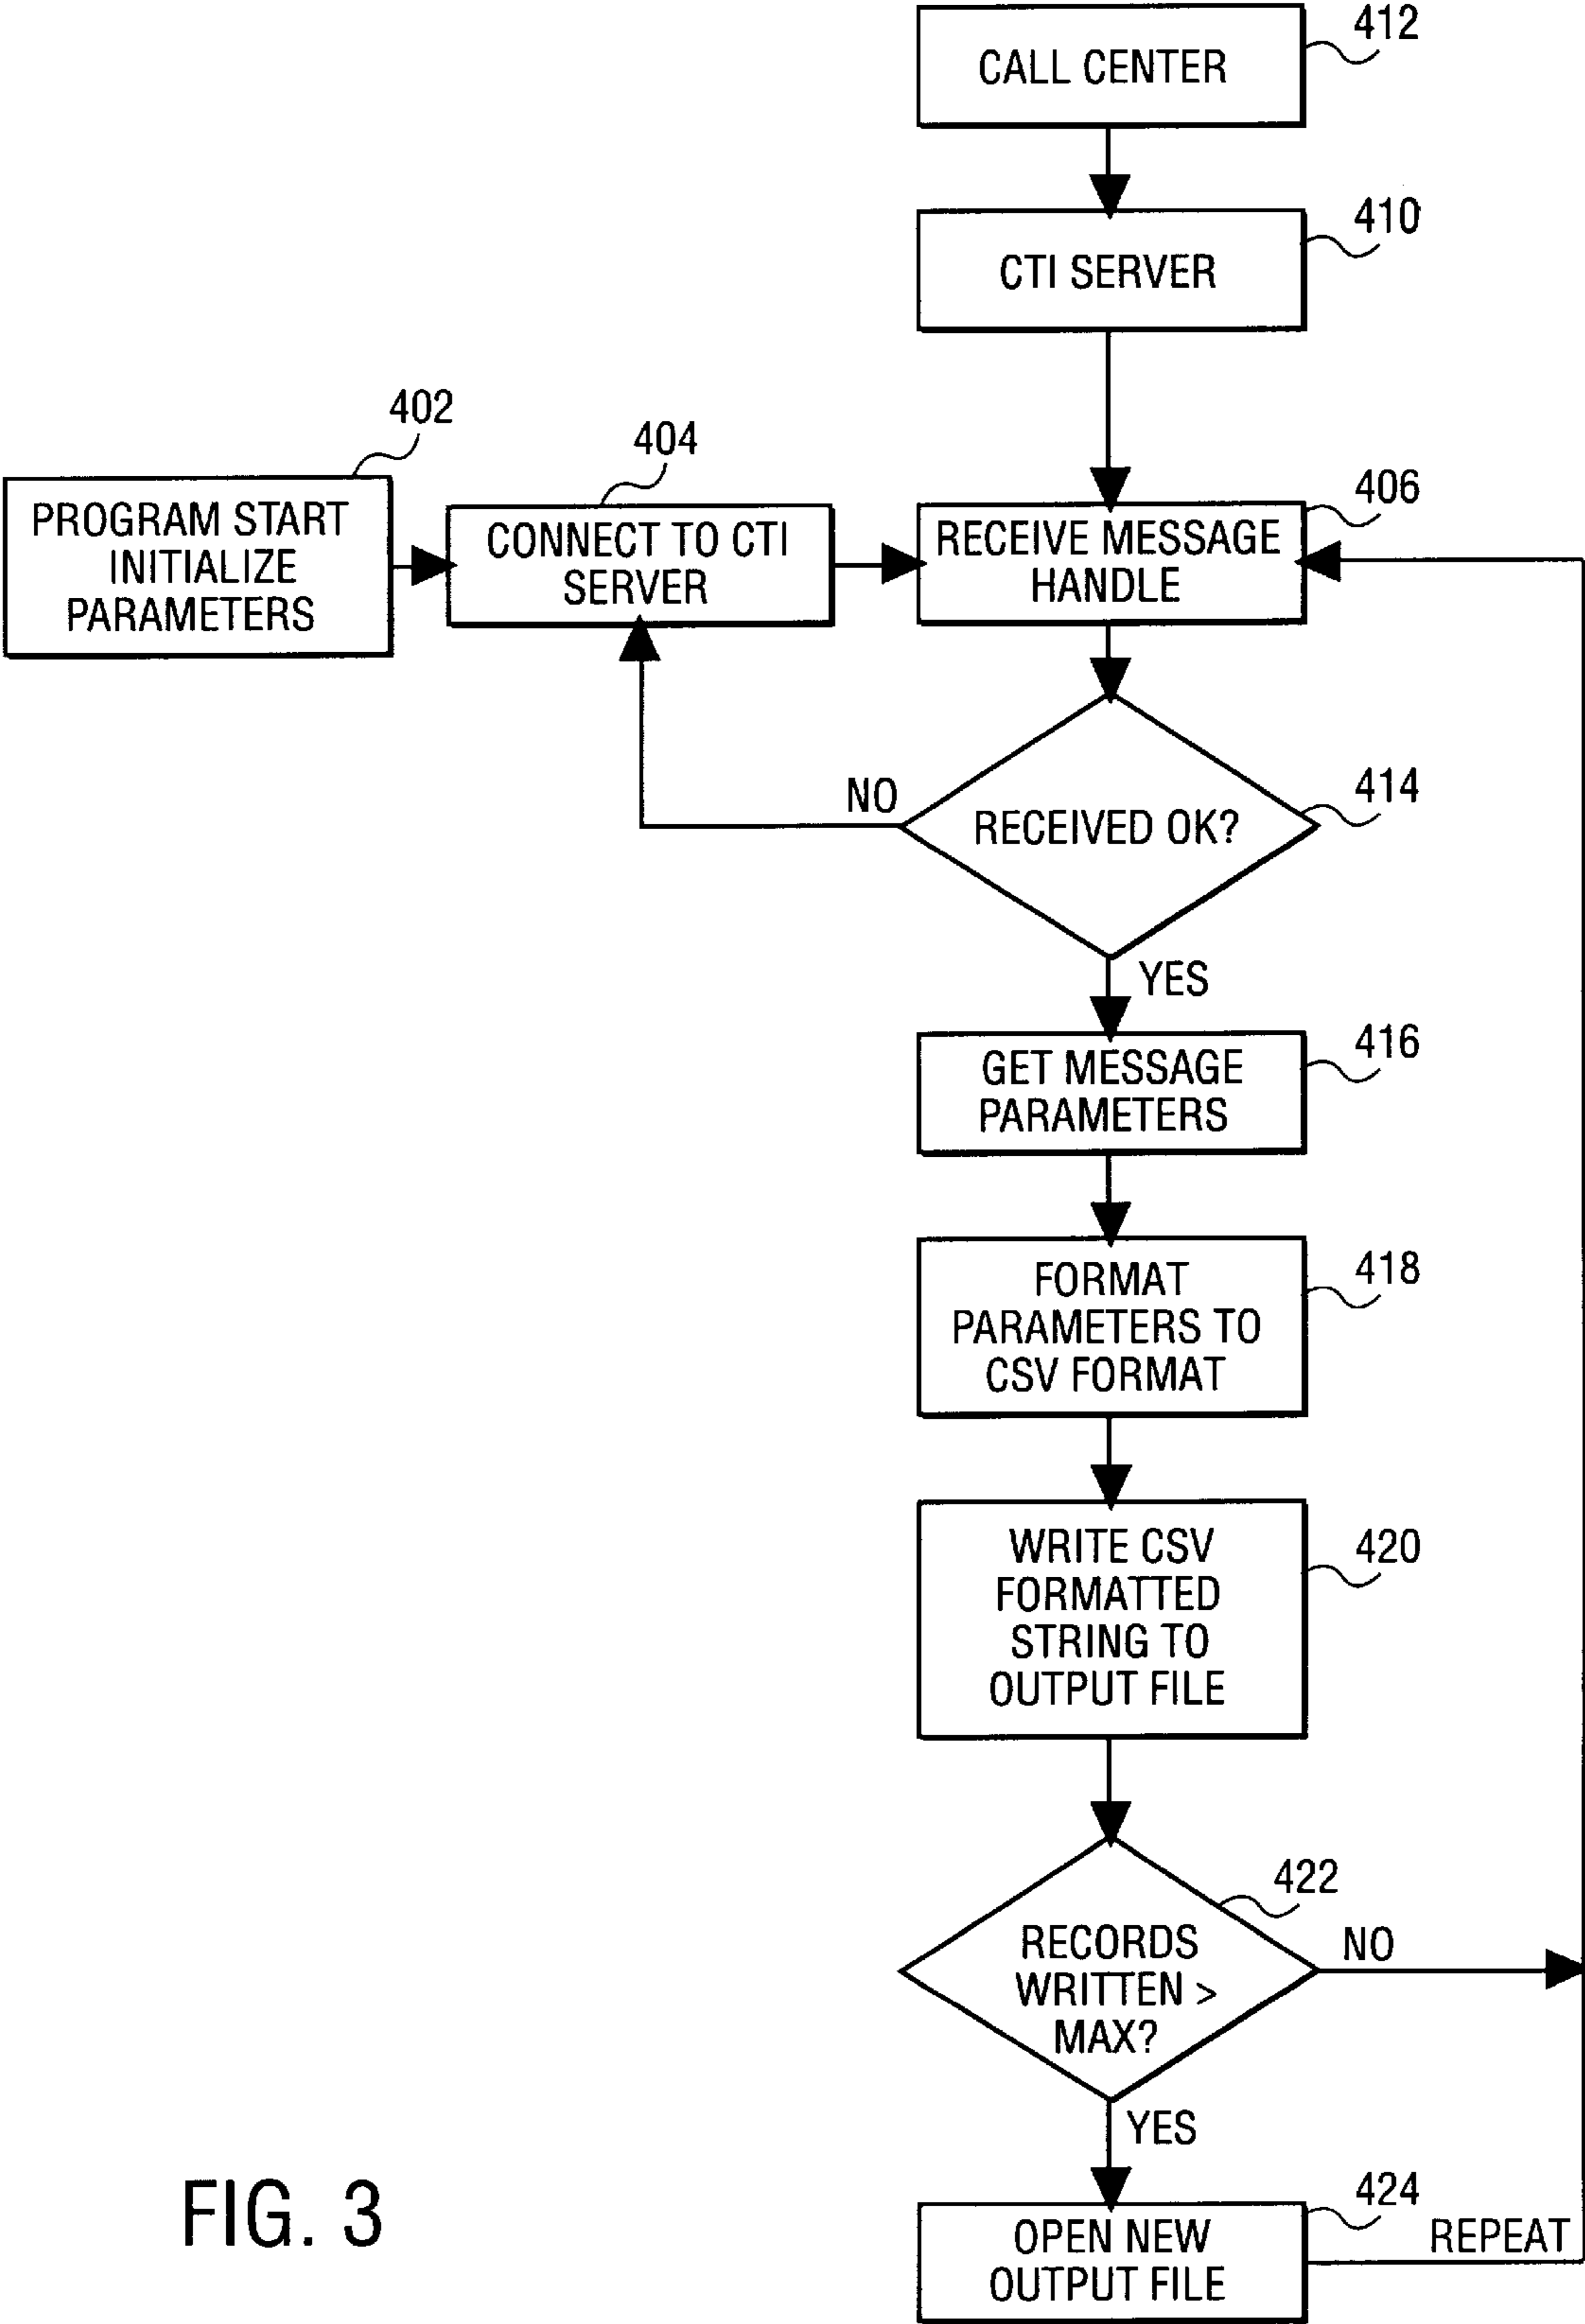 412
CALL CENTER
410
CTI SERVER
402
404
406
PROGRAM START
INITIALIZE
PARAMETERS
CONNECT TO CTI
SERVER
RECEIVE MESSAGE
HANDLE
NO
RECEIVED OK?
414
YES
416
GET MESSAGE
PARAMETERS
418
FORMAT
PARAMETERS TO
CSV FORMAT
420
WRITE CSV
FORMATTED
STRING TO
OUTPUT FILE
422
RECORDS
WRITTEN >
MAX?
NO
YES
424
OPEN NEW
OUTPUT FILE
REPEAT
FIG. 3